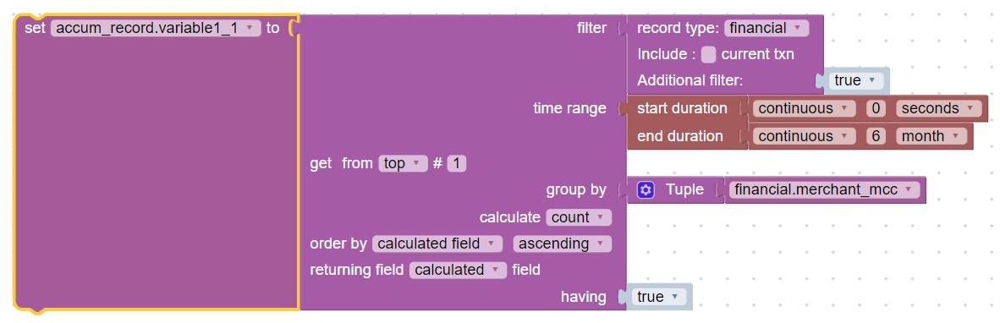 set accum_record.variable1_1 to filter record type: financial
Include : current txn
Additional filter: true
time range start duration continuous 0 seconds
end duration continuous 6 month
get from top # 1
group by Tuple financial.merchant_mcc
calculate count
order by calculated field ascending
returning field calculated field
having true